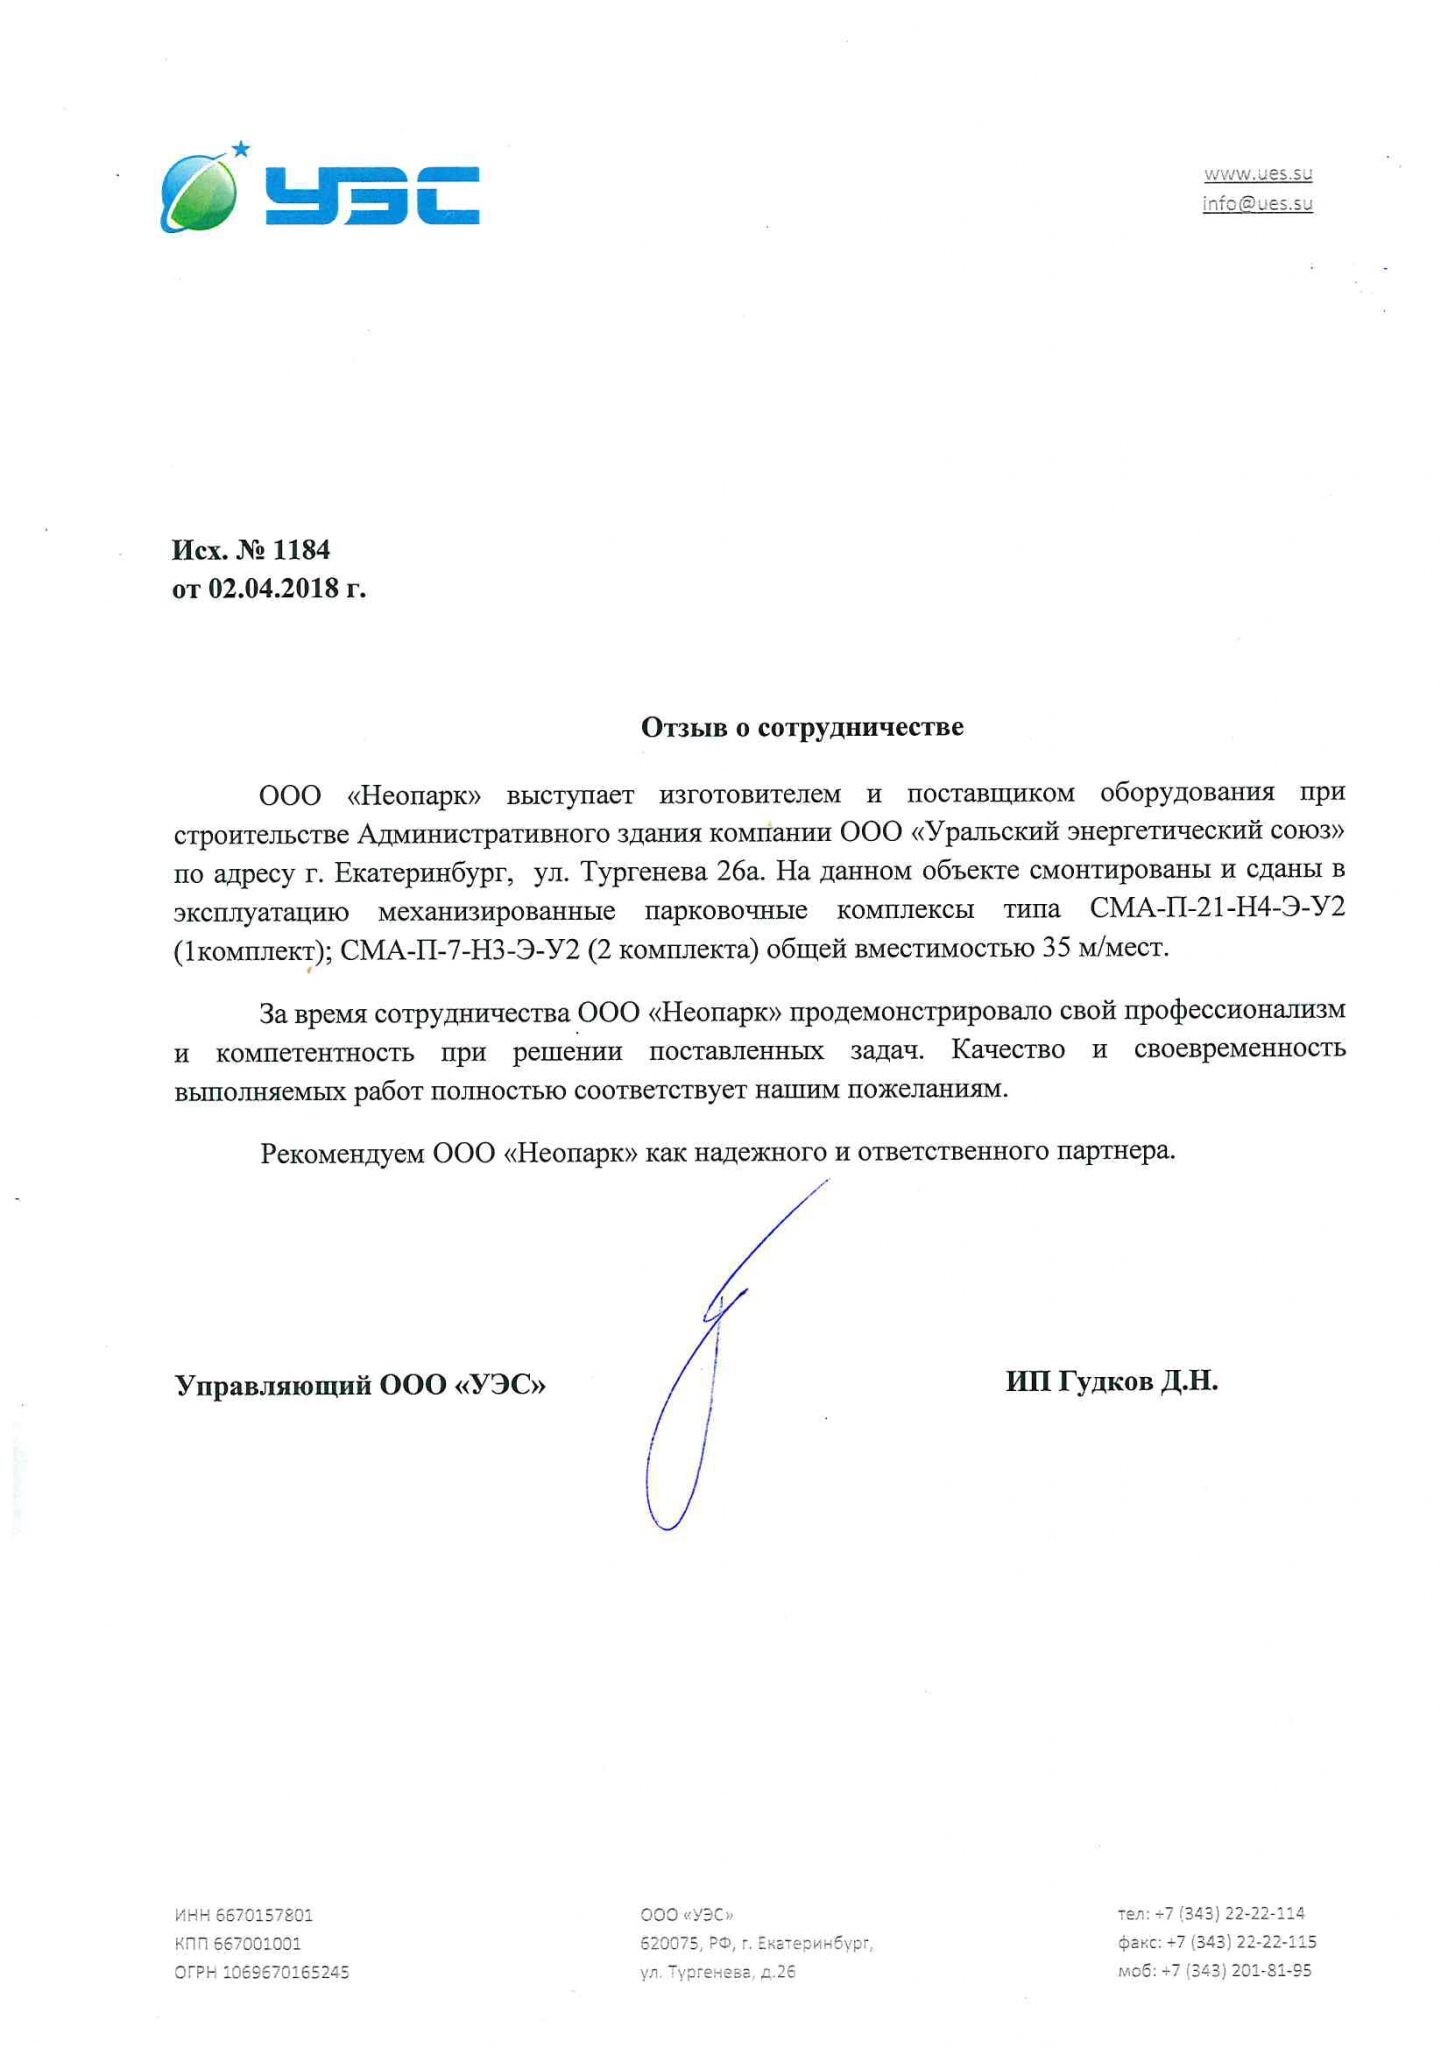 УЭС
www.ues.su
info@ues.su
Исх. № 1184
от 02.04.2018 г.
Отзыв о сотрудничестве
ООО «Неопарк» выступает изготовителем и поставщиком оборудования при
строительстве Административного здания компании ООО «Уральский энергетический союз»
по адресу г. Екатеринбург, ул. Тургенева 26а. На данном объекте смонтированы и сданы в
эксплуатацию механизированные парковочные комплексы типа СМА-П-21-Н4-Э-У2
(1комплект); СМА-П-7-Н3-Э-У2 (2 комплекта) общей вместимостью 35 м/мест.
За время сотрудничества ООО «Неопарк» продемонстрировало свой профессионализм
и компетентность при решении поставленных задач. Качество и своевременность
выполняемых работ полностью соответствует нашим пожеланиям.
Рекомендуем ООО «Неопарк» как надежного и ответственного партнера.
Управляющий ООО «УЭС»
ИП Гудков Д.Н.
ИНН 6670157801
КПП 667001001
ОГРН 1069670165245
ООО «УЭС»
620075, РФ, г. Екатеринбург,
ул. Тургенева, д.26
тел: +7 (343) 22-22-114
факс: +7 (343) 22-22-115
моб: +7 (343) 201-81-95